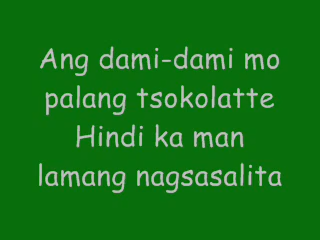 Ang dami-dami mo
palang tsokolatte
Hindi ka man
lamang nagsasalita